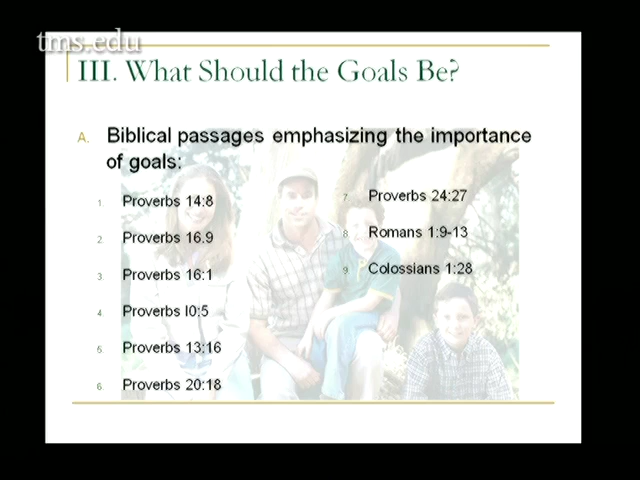 tms.edu
III. What Should the Goals Be?
A. Biblical passages emphasizing the importance
of goals:
1. Proverbs 14:8
2. Proverbs 16.9
3. Proverbs 16:1
4. Proverbs l0:5
5. Proverbs 13:16
6. Proverbs 20:18
7. Proverbs 24:27
8. Romans 1:9-13
9. Colossians 1:28